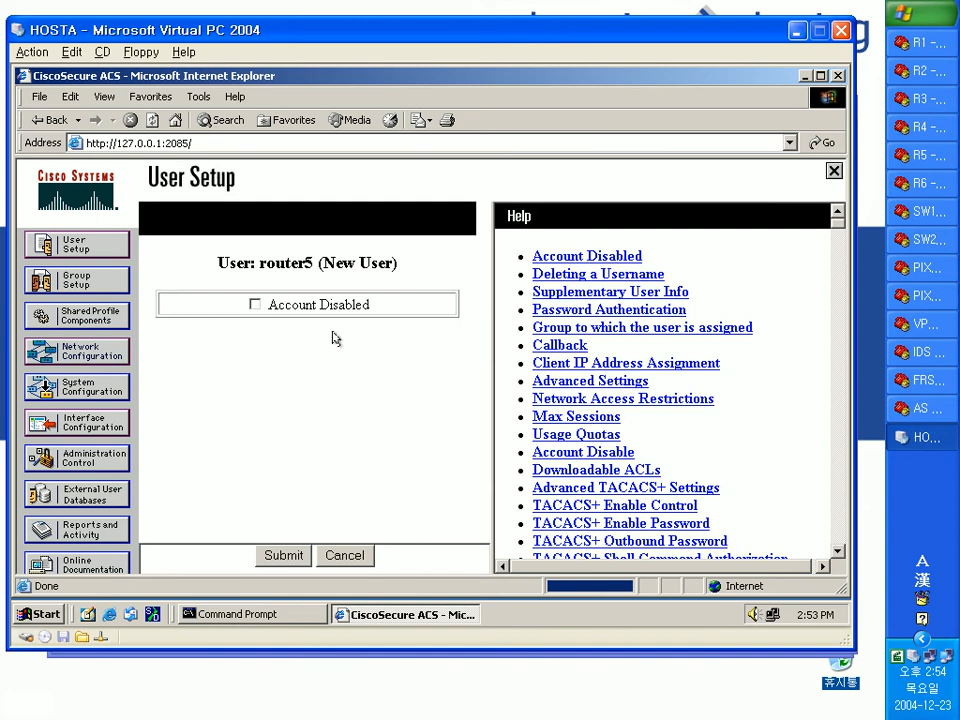 HOSTA - Microsoft Virtual PC 2004
Action Edit CD Floppy Help
CiscoSecure ACS - Microsoft Internet Explorer
File Edit View Favorites Tools Help
Back Search Favorites Media
Address http://127.0.0.1:2085/ Go
CISCO SYSTEMS
User Setup
User Setup
Group Setup
Shared Profile Components
Network Configuration
System Configuration
Interface Configuration
Administration Control
External User Databases
Reports and Activity
Online Documentation
User: router5 (New User)
Account Disabled
Submit Cancel
Help
Account Disabled
Deleting a Username
Supplementary User Info
Password Authentication
Group to which the user is assigned
Callback
Client IP Address Assignment
Advanced Settings
Network Access Restrictions
Max Sessions
Usage Quotas
Account Disable
Downloadable ACLs
Advanced TACACS+ Settings
TACACS+ Enable Control
TACACS+ Enable Password
TACACS+ Outbound Password
TACACS+ Shell Command Authorization
Done Internet
Start Command Prompt CiscoSecure ACS - Mic... 2:53 PM
R1 -...
R2 -...
R3 -...
R4 -...
R5 -...
R6 -...
SW1...
SW2...
PIX...
PIX...
VP...
IDS ...
FRS...
AS ...
HO...
A
漢
휴지통
오후 2:54
목요일
2004-12-23